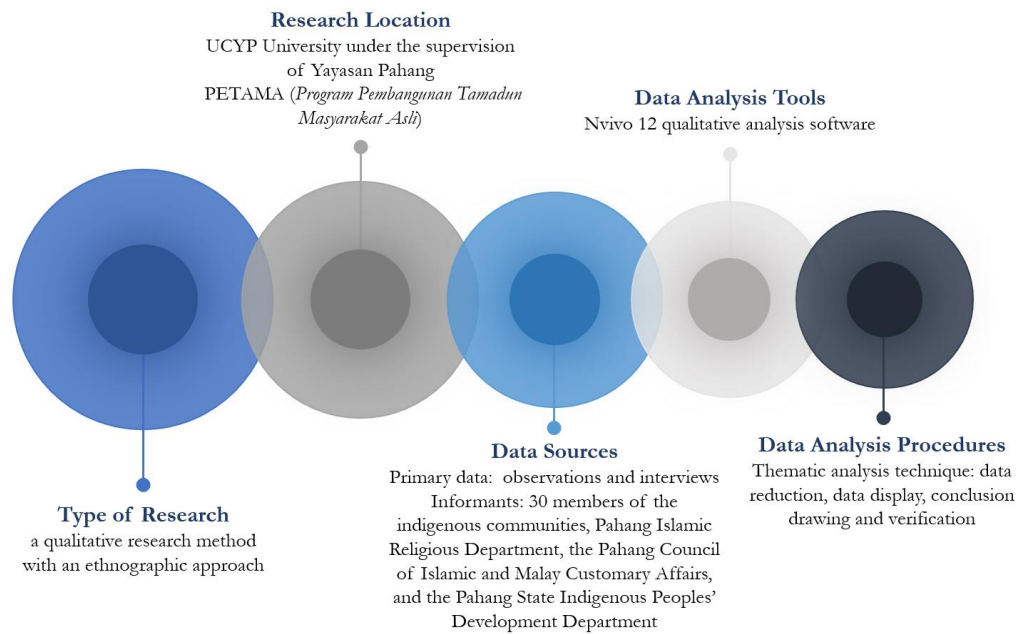 Research Location
UCYP University under the supervision
of Yayasan Pahang
PETAMA (Program Pembangunan Tamadun
Masyarakat Asli)
Data Analysis Tools
Nvivo 12 qualitative analysis software
Type of Research
a qualitative research method
with an ethnographic approach
Data Sources
Primary data: observations and interviews
Informants: 30 members of the
indigenous communities, Pahang Islamic
Religious Department, the Pahang Council
of Islamic and Malay Customary Affairs,
and the Pahang State Indigenous Peoples’
Development Department
Data Analysis Procedures
Thematic analysis technique: data
reduction, data display, conclusion
drawing and verification